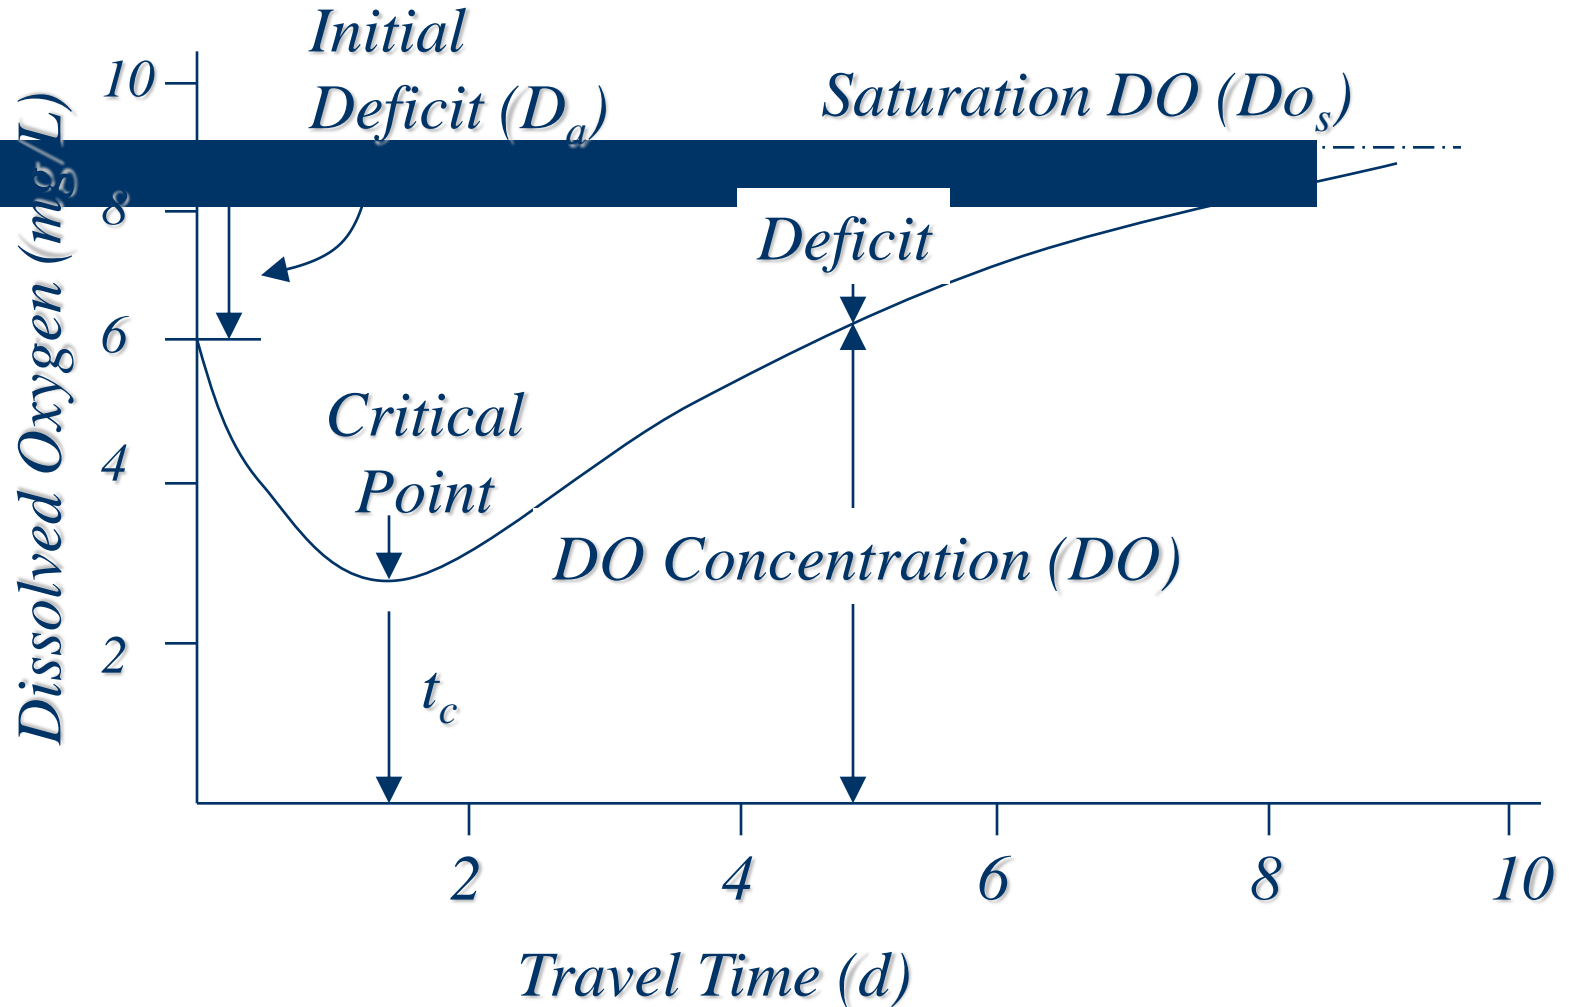 Initial
Deficit (Da)
Saturation DO (Dos)
10
8
6
4
2
Dissolved Oxygen (mg/L)
Deficit
Critical
Point
DO Concentration (DO)
tc
2
4
6
8
10
Travel Time (d)